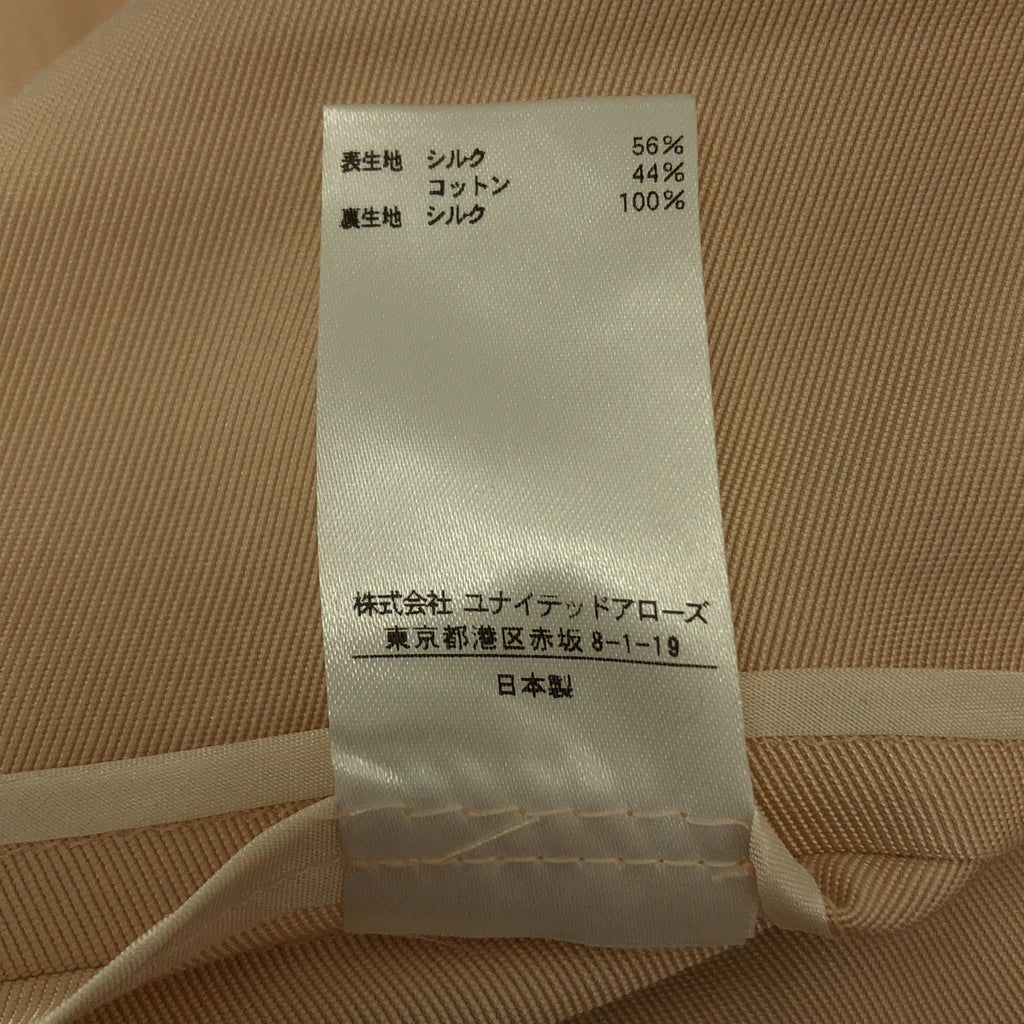 表生地 シルク 56%
コットン 44%
裏生地 シルク 100%
株式会社 ユナイテッドアローズ
東京都港区赤坂8-1-19
日本製